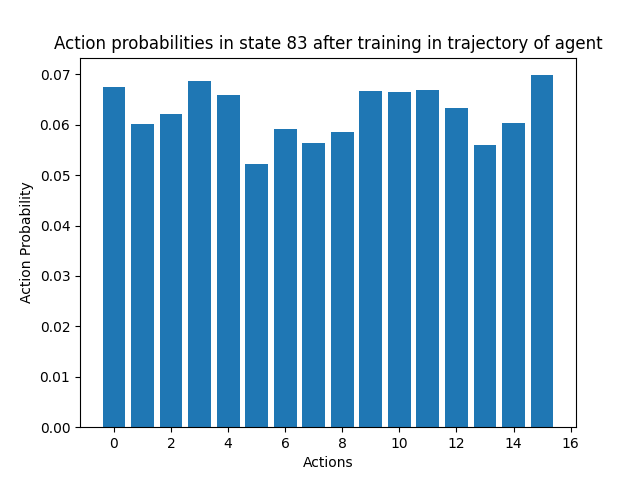 Action probabilities in state 83 after training in trajectory of agent
0.07
0.06
0.05
0.04
0.03
0.02
0.01
0.00
Action Probability
0 2 4 6 8 10 12 14 16
Actions